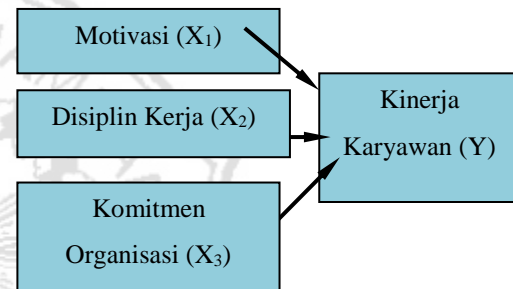 Motivasi (X₁)
Disiplin Kerja (X₂)
Kinerja
Karyawan (Y)
Komitmen
Organisasi (X₃)